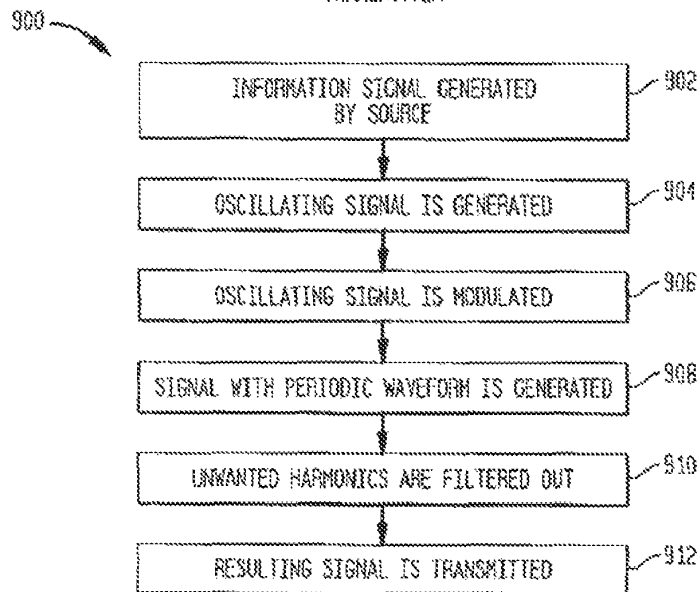 900
INFORMATION SIGNAL GENERATED
BY SOURCE
902
OSCILLATING SIGNAL IS GENERATED
904
OSCILLATING SIGNAL IS MODULATED
906
SIGNAL WITH PERIODIC WAVEFORM IS GENERATED
908
UNWANTED HARMONICS ARE FILTERED OUT
910
RESULTING SIGNAL IS TRANSMITTED
912